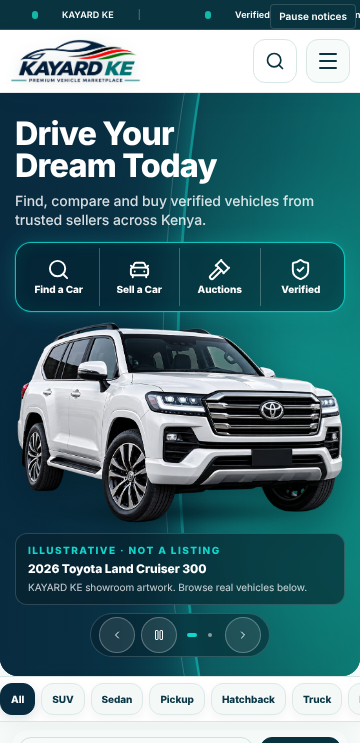 KAYARD KE
Verified
Pause notices
KAYARD KE
PREMIUM VEHICLE MARKETPLACE
Drive Your
Dream Today
Find, compare and buy verified vehicles from
trusted sellers across Kenya.
Find a Car
Sell a Car
Auctions
Verified
ILLUSTRATIVE · NOT A LISTING
2026 Toyota Land Cruiser 300
KAYARD KE showroom artwork. Browse real vehicles below.
All
SUV
Sedan
Pickup
Hatchback
Truck